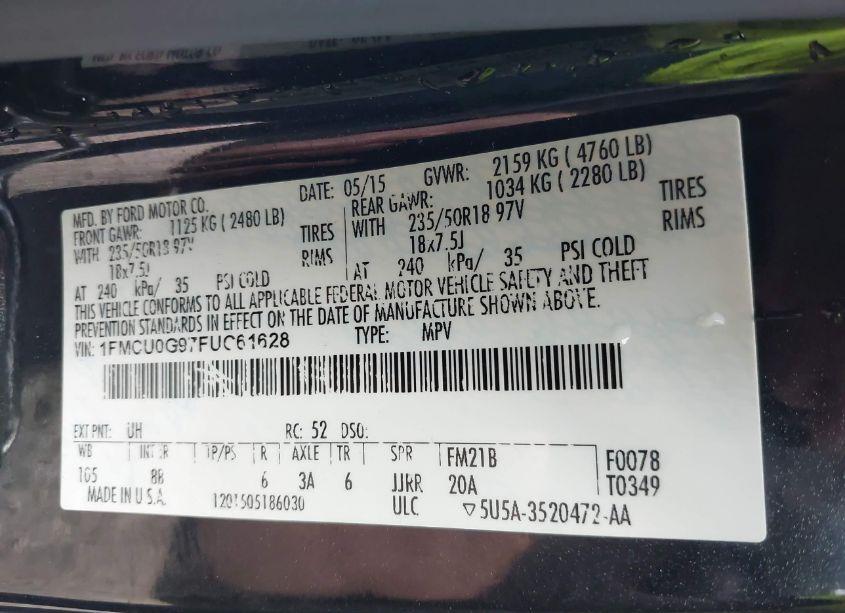 MFD. BY FORD MOTOR CO.
DATE: 05/15 GVWR: 2159 KG ( 4760 LB)
FRONT GAWR: 1125 KG ( 2480 LB)
WITH 235/50R18 97V TIRES
18x7.5J RIMS
AT 240 kPa/ 35 PSI COLD
REAR GAWR: 1034 KG ( 2280 LB)
WITH 235/50R18 97V TIRES
18x7.5J RIMS
AT 240 kPa/ 35 PSI COLD
THIS VEHICLE CONFORMS TO ALL APPLICABLE FEDERAL MOTOR VEHICLE SAFETY AND THEFT
PREVENTION STANDARDS IN EFFECT ON THE DATE OF MANUFACTURE SHOWN ABOVE.
VIN: 1FMCU0G97FUC61628 TYPE: MPV
EXT PNT: UH RC: 52 DSO:
WB INT TR TP/PS R AXLE TR SPR FM21B F0078
105 8B 6 3A 6 JJRR 20A T0349
MADE IN U.S.A. 1201505186030 ULC ▽5U5A-3520472-AA